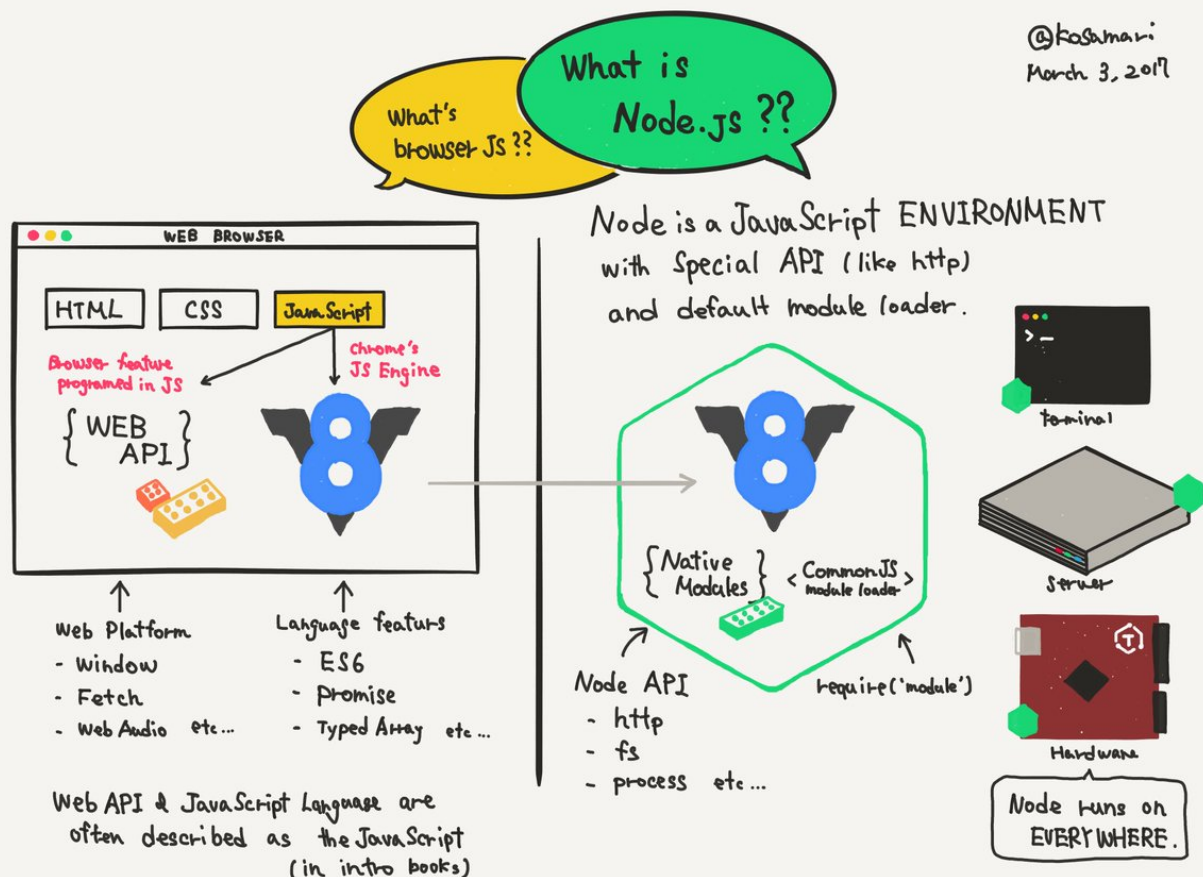 @kosamari
March 3, 2017
What's
browser Js ??
What is
Node.js ??
WEB BROWSER
HTML
CSS
JavaScript
Browser feature
programed in JS
Chrome's
JS Engine
{WEB
API}
8
Web Platform
- Window
- Fetch
- Web Audio etc...
Language featurs
- ES6
- Promise
- Typed Array etc...
Web API & JavaScript Language are
often described as the JavaScript
(in intro books)
Node is a JavaScript ENVIRONMENT
with Special API (like http)
and default module loader.
8
{Native
Modules}
<CommonJS
module loader>
Node API
- http
- fs
- process etc...
require('module')
>_
terminal
server
T
Hardware
Node runs on
EVERYWHERE.